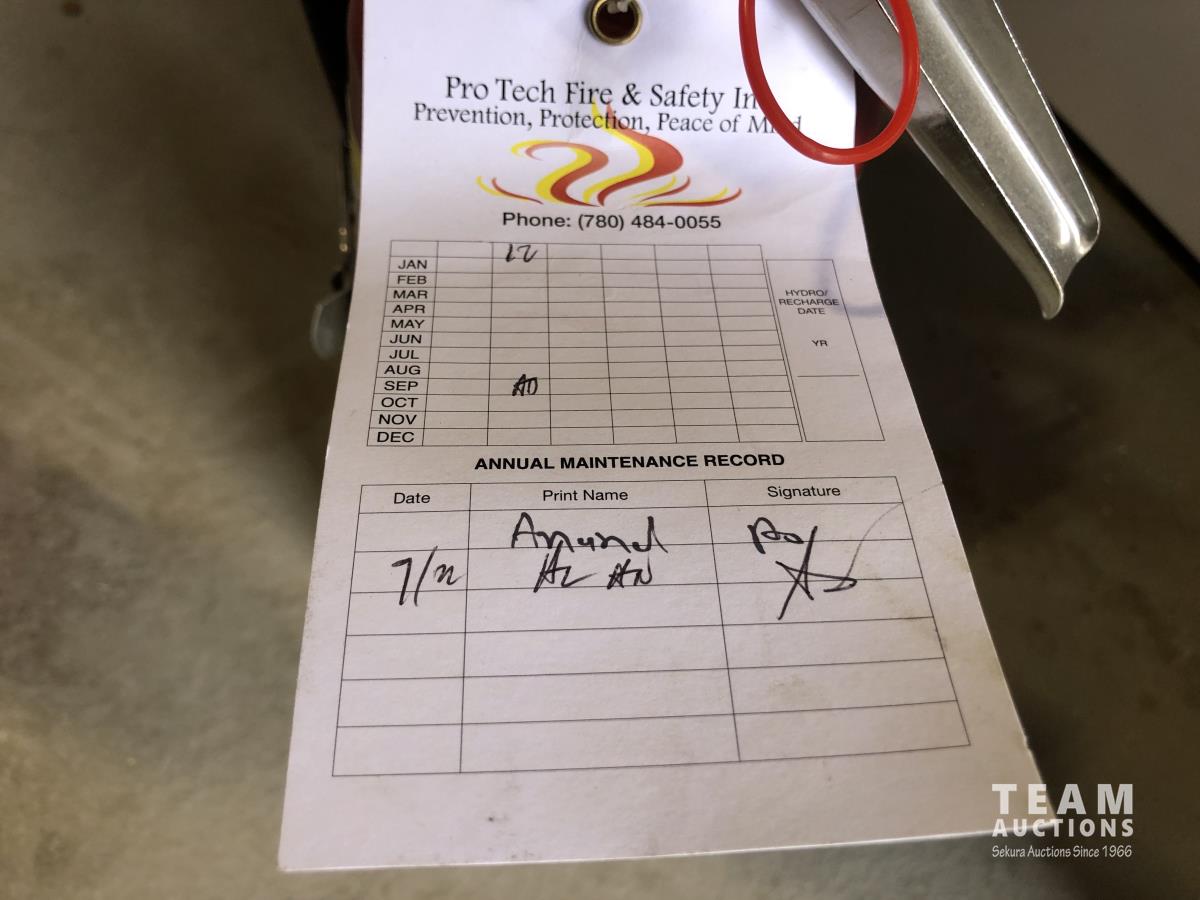 Pro Tech Fire & Safety In
Prevention, Protection, Peace of Mind
Phone: (780) 484-0055
12
JAN
FEB
MAR
APR
MAY
JUN
JUL
AUG
SEP
OCT
NOV
DEC
HYDRO/
RECHARGE
DATE
YR
ANNUAL MAINTENANCE RECORD
Date Print Name Signature
TEAM
AUCTIONS
Sekura Auctions Since 1966